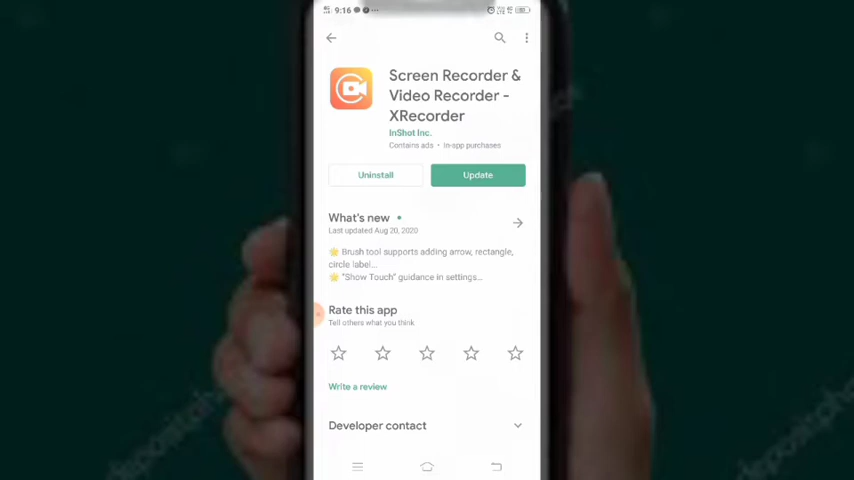 9:16
Screen Recorder &
Video Recorder -
XRecorder
InShot Inc.
Contains ads • In-app purchases
Uninstall
Update
What's new •
Last updated Aug 20, 2020
🌟 Brush tool supports adding arrow, rectangle,
circle label...
🌟 "Show Touch" guidance in settings...
Rate this app
Tell others what you think
Write a review
Developer contact